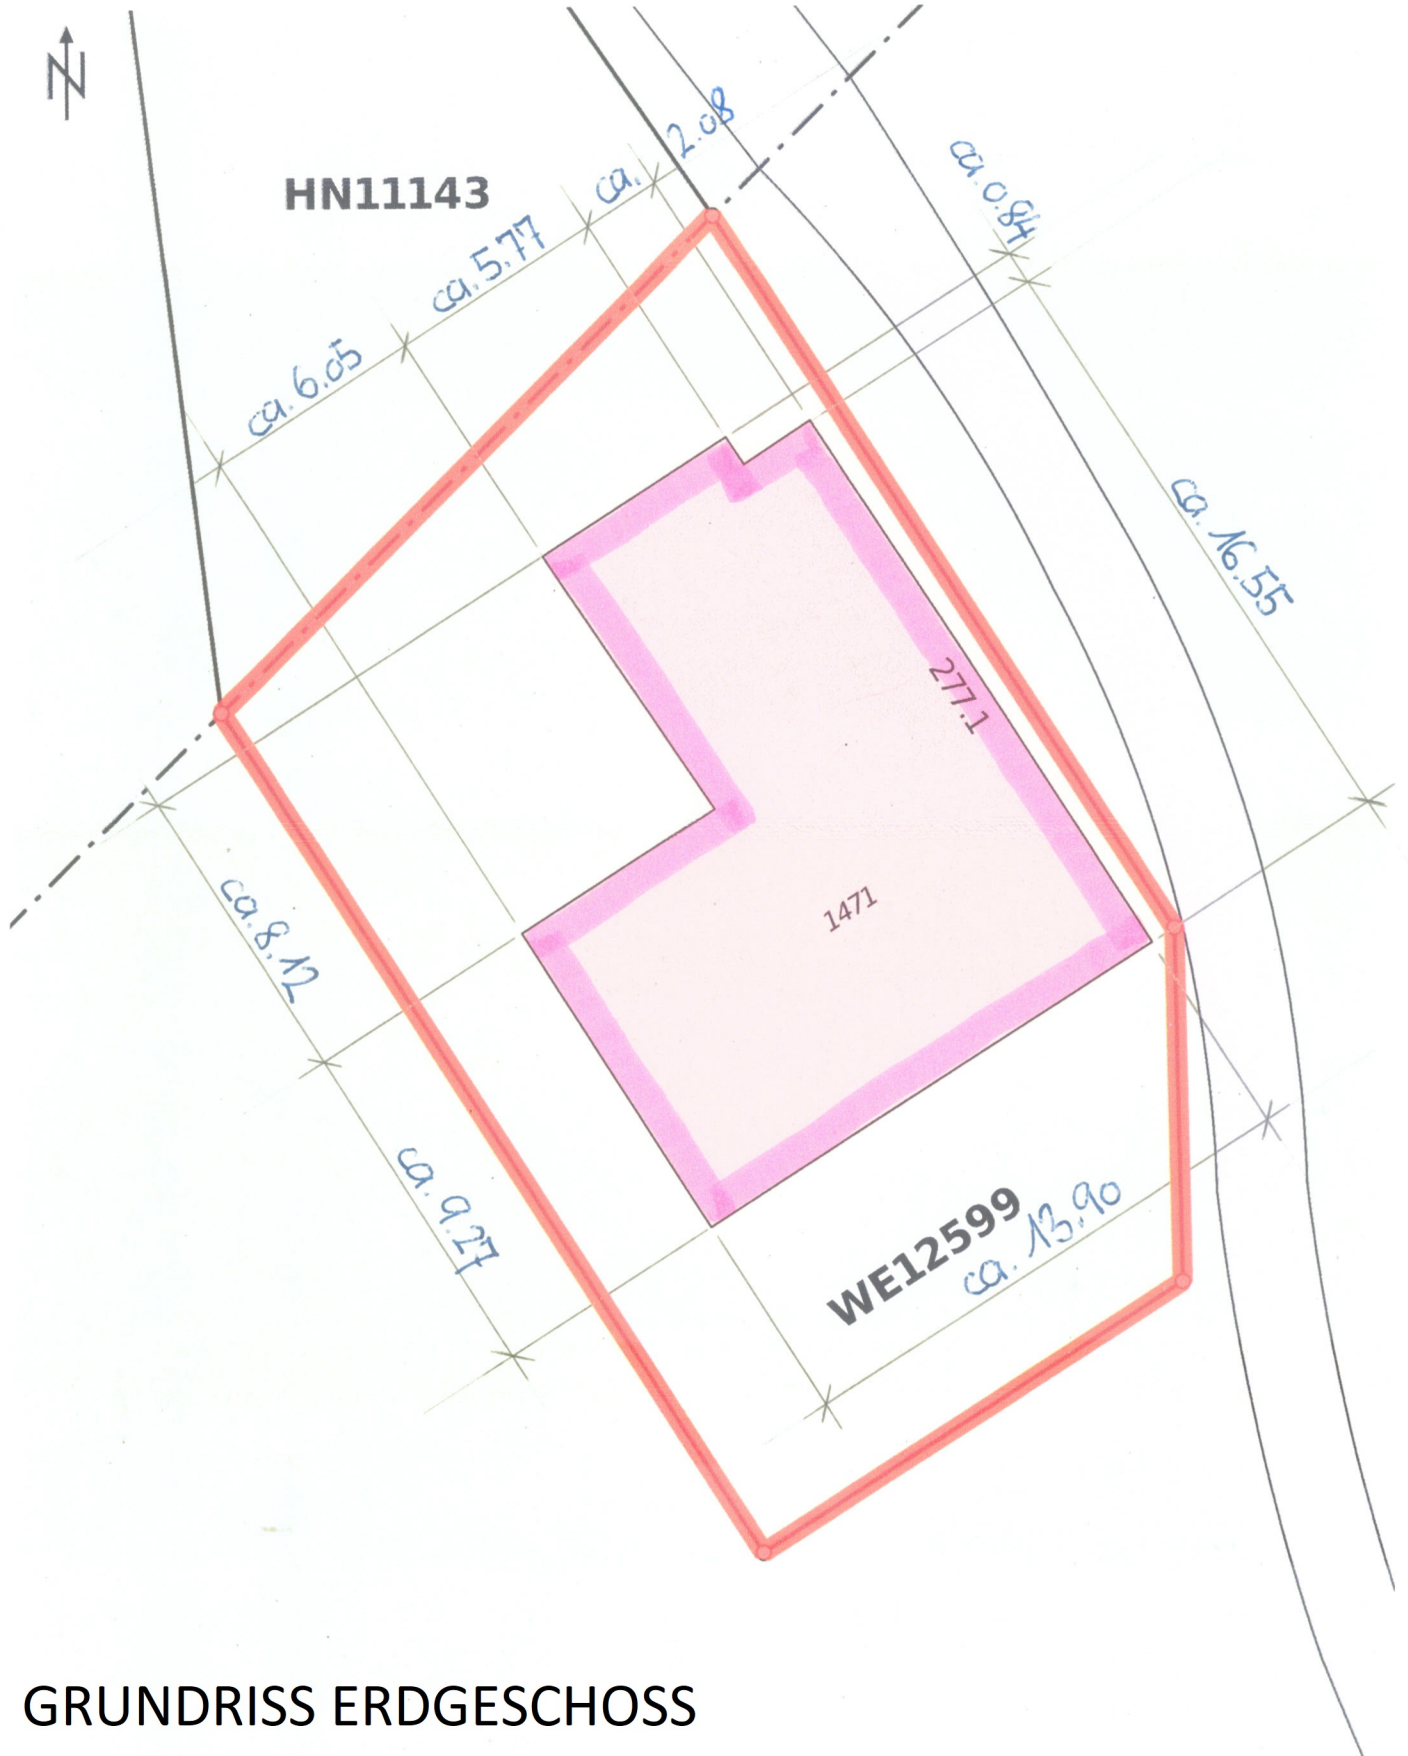 N
HN11143
ca. 2.08
ca. 5.77
ca. 6.05
ca. 0.84
ca. 16.55
277.1
1471
ca. 8.12
ca. 9.27
WE12599
ca. 13.90
GRUNDRISS ERDGESCHOSS